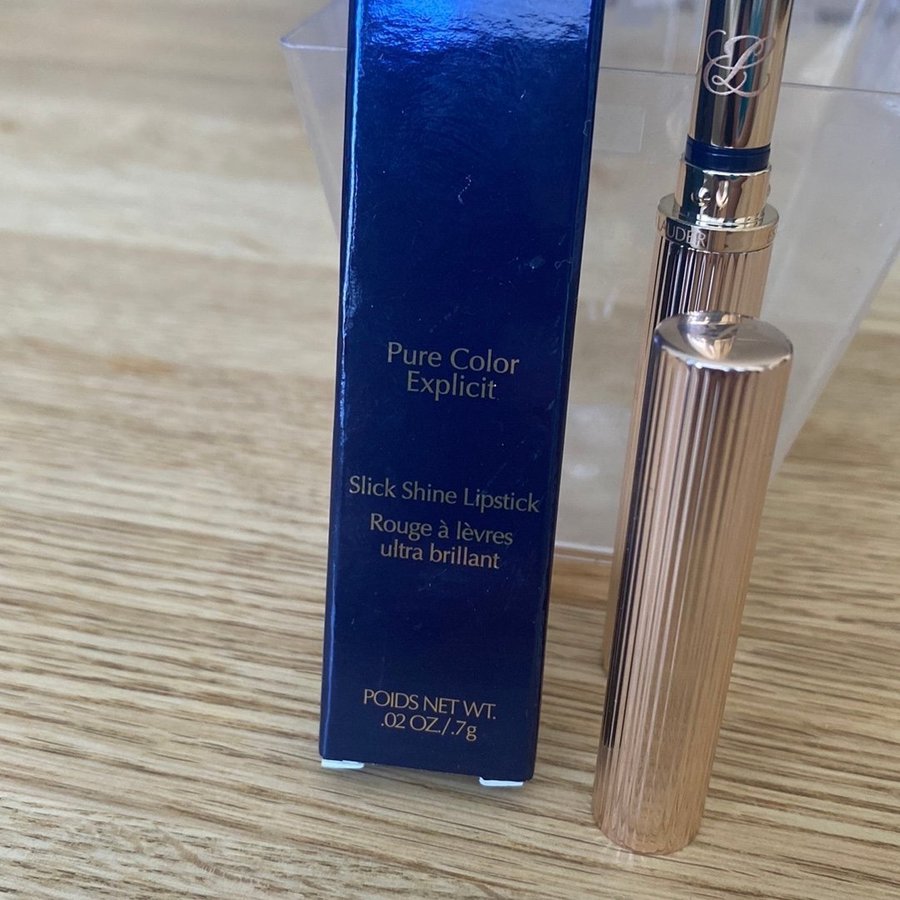 Pure Color
Explicit
Slick Shine Lipstick
Rouge à lèvres
ultra brillant
POIDS NET WT.
.02 OZ./.7g
AUDER